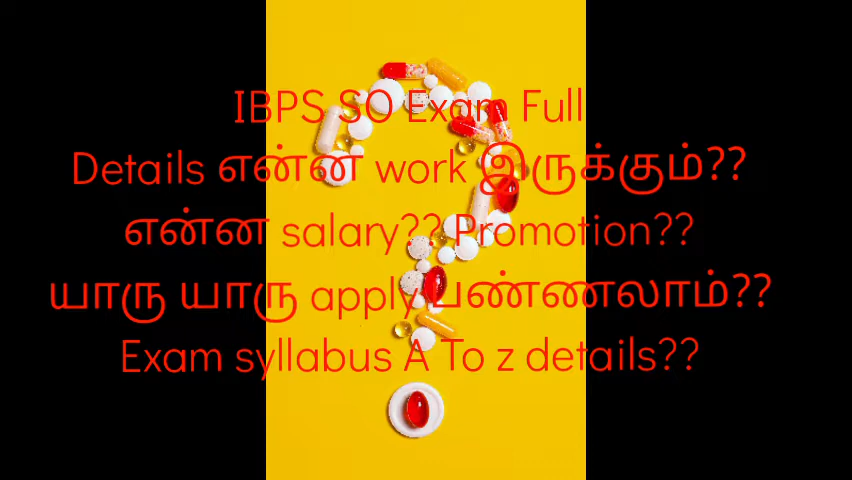 IBPS SO Exam Full
Details என்ன work இருக்கும்??
என்ன salary?? Promotion??
யாரு யாரு apply பண்ணலாம்??
Exam syllabus A To z details??